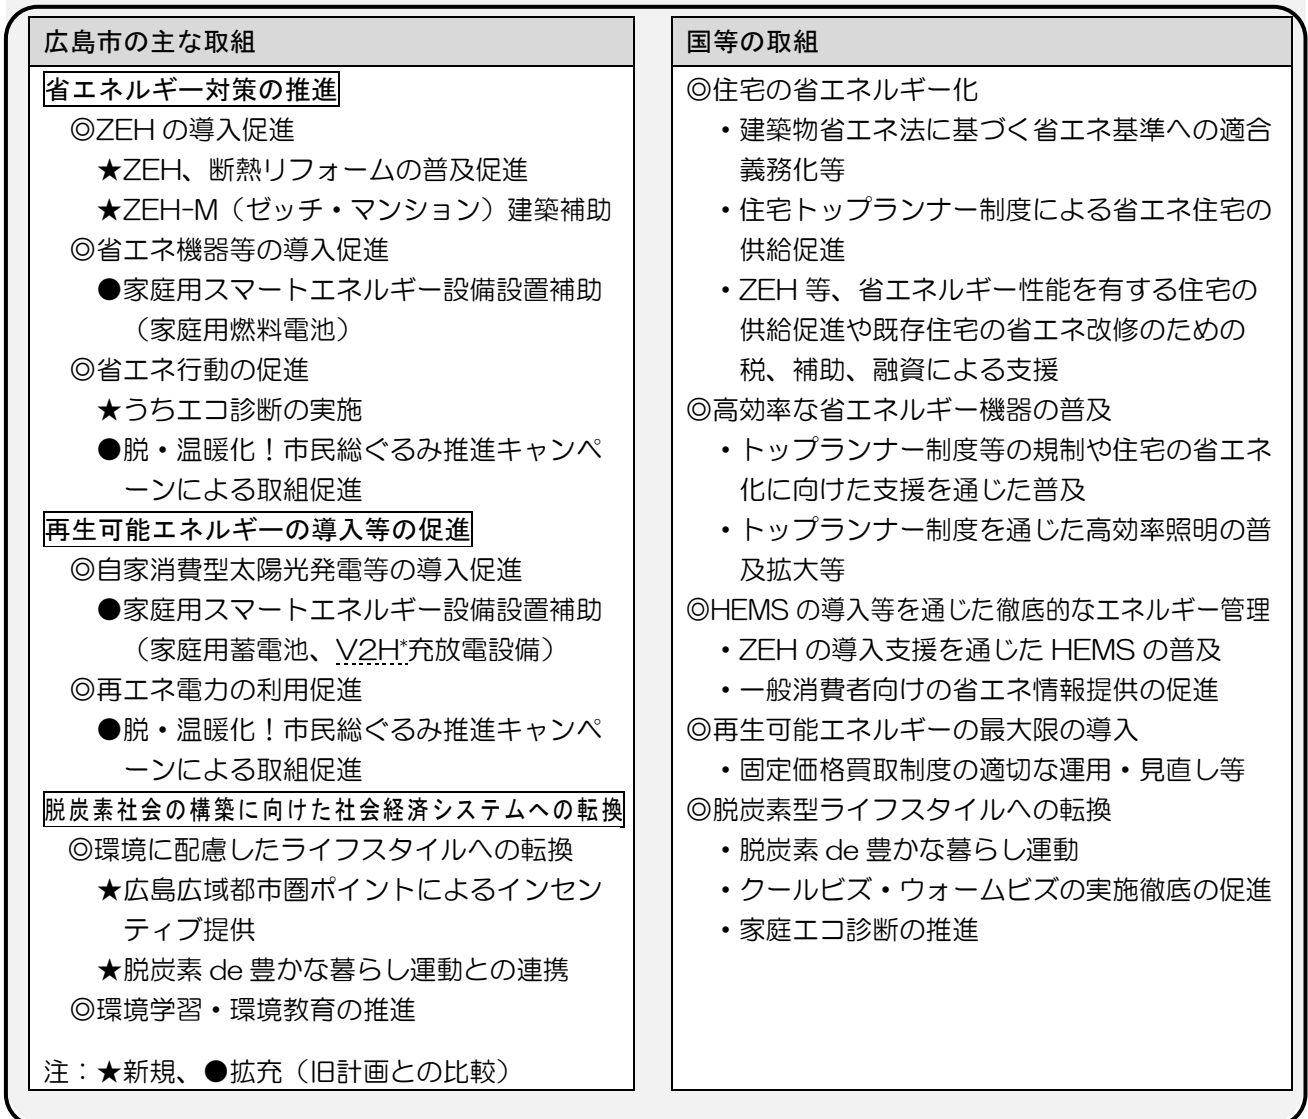 広島市の主な取組
省エネルギー対策の推進
◎ZEH の導入促進
★ZEH、断熱リフォームの普及促進
★ZEH-M（ゼッチ・マンション）建築補助
◎省エネ機器等の導入促進
●家庭用スマートエネルギー設備設置補助
（家庭用燃料電池）
◎省エネ行動の促進
★うちエコ診断の実施
●脱・温暖化！市民総ぐるみ推進キャンペ
ーンによる取組促進
再生可能エネルギーの導入等の促進
◎自家消費型太陽光発電等の導入促進
●家庭用スマートエネルギー設備設置補助
（家庭用蓄電池、V2H*充放電設備）
◎再エネ電力の利用促進
●脱・温暖化！市民総ぐるみ推進キャンペ
ーンによる取組促進
脱炭素社会の構築に向けた社会経済システムへの転換
◎環境に配慮したライフスタイルへの転換
★広島広域都市圏ポイントによるインセン
ティブ提供
★脱炭素 de 豊かな暮らし運動との連携
◎環境学習・環境教育の推進
注：★新規、●拡充（旧計画との比較）
国等の取組
◎住宅の省エネルギー化
・建築物省エネ法に基づく省エネ基準への適合
義務化等
・住宅トップランナー制度による省エネ住宅の
供給促進
・ZEH 等、省エネルギー性能を有する住宅の
供給促進や既存住宅の省エネ改修のための
税、補助、融資による支援
◎高効率な省エネルギー機器の普及
・トップランナー制度等の規制や住宅の省エネ
化に向けた支援を通じた普及
・トップランナー制度を通じた高効率照明の普
及拡大等
◎HEMS の導入等を通じた徹底的なエネルギー管理
・ZEH の導入支援を通じた HEMS の普及
・一般消費者向けの省エネ情報提供の促進
◎再生可能エネルギーの最大限の導入
・固定価格買取制度の適切な運用・見直し等
◎脱炭素型ライフスタイルへの転換
・脱炭素 de 豊かな暮らし運動
・クールビズ・ウォームビズの実施徹底の促進
・家庭エコ診断の推進